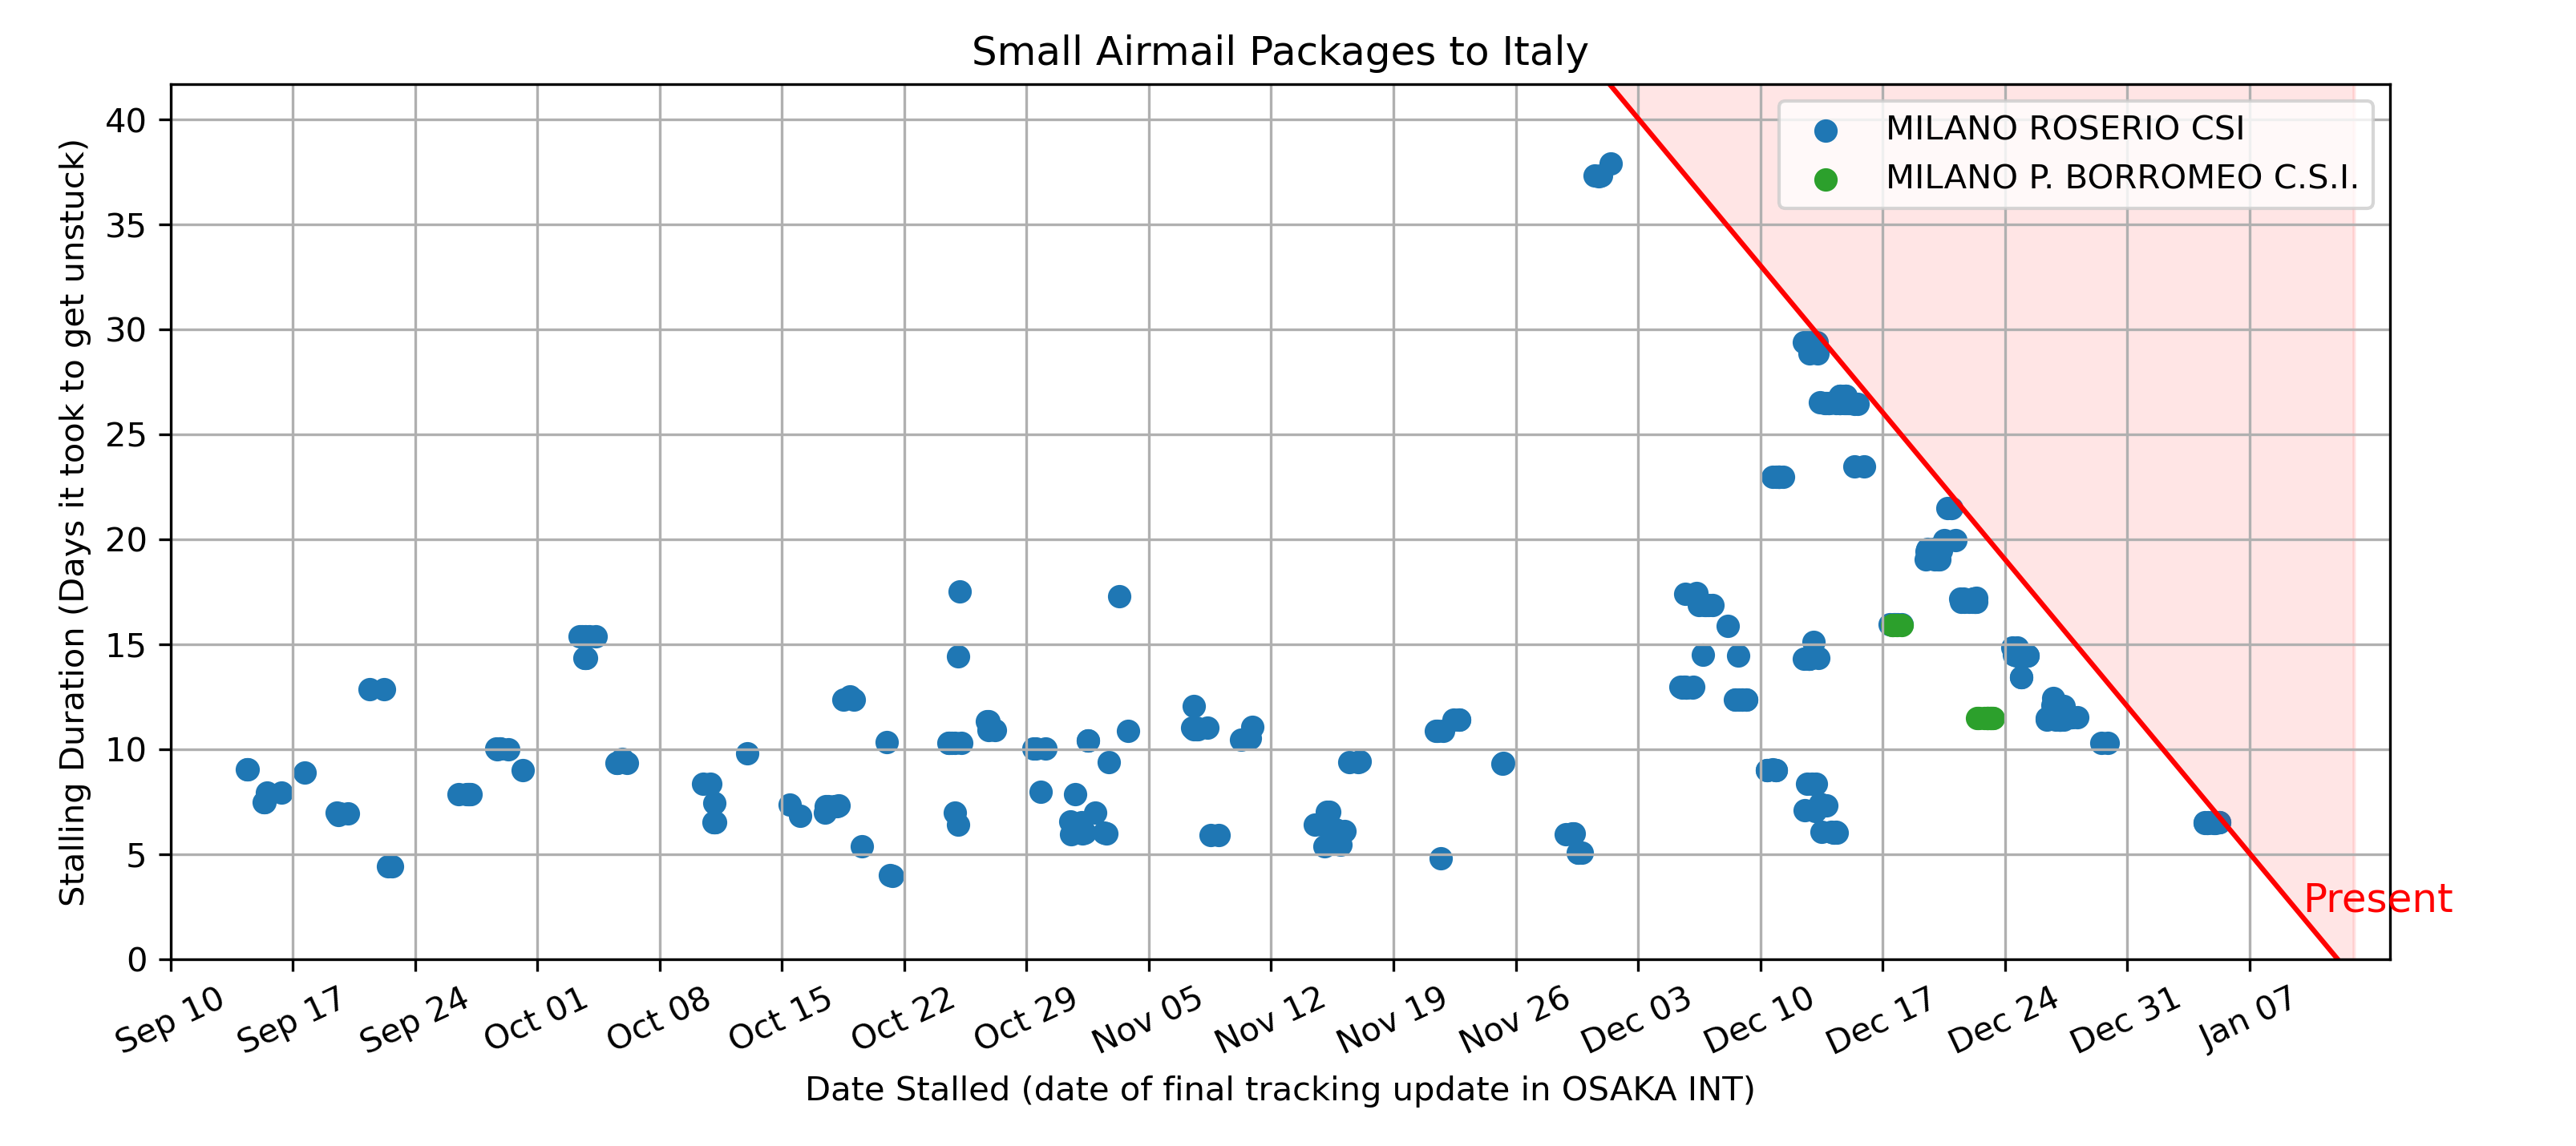 Small Airmail Packages to Italy
MILANO ROSERIO CSI
MILANO P. BORROMEO C.S.I.
Stalling Duration (Days it took to get unstuck)
40
35
30
25
20
15
10
5
0
Present
Sep 10
Sep 17
Sep 24
Oct 01
Oct 08
Oct 15
Oct 22
Oct 29
Nov 05
Nov 12
Nov 19
Nov 26
Dec 03
Dec 10
Dec 17
Dec 24
Dec 31
Jan 07
Date Stalled (date of final tracking update in OSAKA INT)